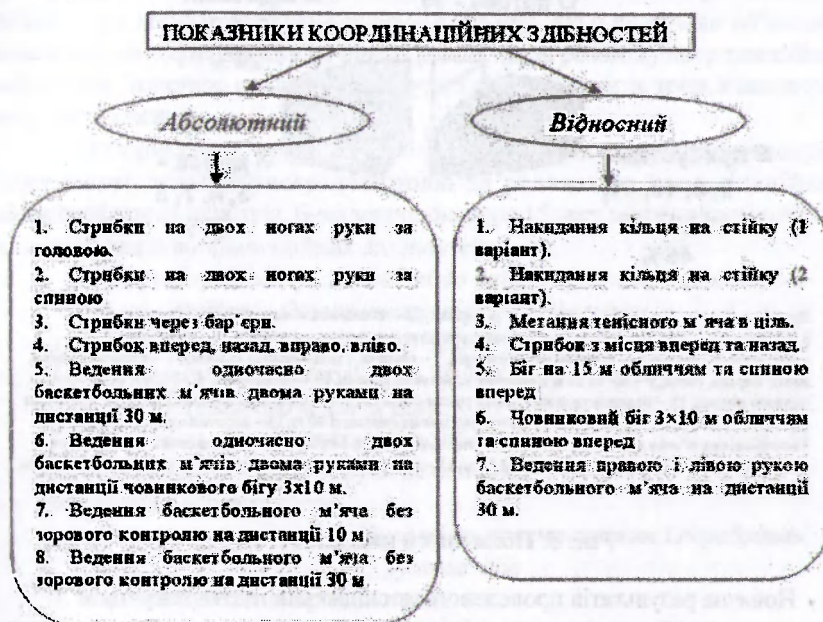 ПОКАЗНИКИ КООРДИНАЦІЙНИХ ЗДІБНОСТЕЙ
Абсолютний
1. Стрибки на двох ногах руки за
головою.
2. Стрибки на двох ногах руки за
спиною
3. Стрибки через бар'єри.
4. Стрибок вперед, назад, вправо, вліво.
5. Ведення одночасно двох
баскетбольних м'ячів двома руками на
дистанції 30 м.
6. Ведення одночасно двох
баскетбольних м'ячів двома руками на
дистанції човникового бігу 3х10 м.
7. Ведення баскетбольного м'яча без
зорового контролю на дистанції 10 м
8. Ведення баскетбольного м'яча без
зорового контролю на дистанції 30 м.
Відносний
1. Накидання кільця на стійку (1
варіант).
2. Накидання кільця на стійку (2
варіант).
3. Метання тенісного м'яча в ціль.
4. Стрибок з місця вперед та назад.
5. Біг на 15 м обличчям та спиною
вперед
6. Човниковий біг 3×10 м обличчям
та спиною вперед
7. Ведення правою і лівою рукою
баскетбольного м'яча на дистанції
30 м.